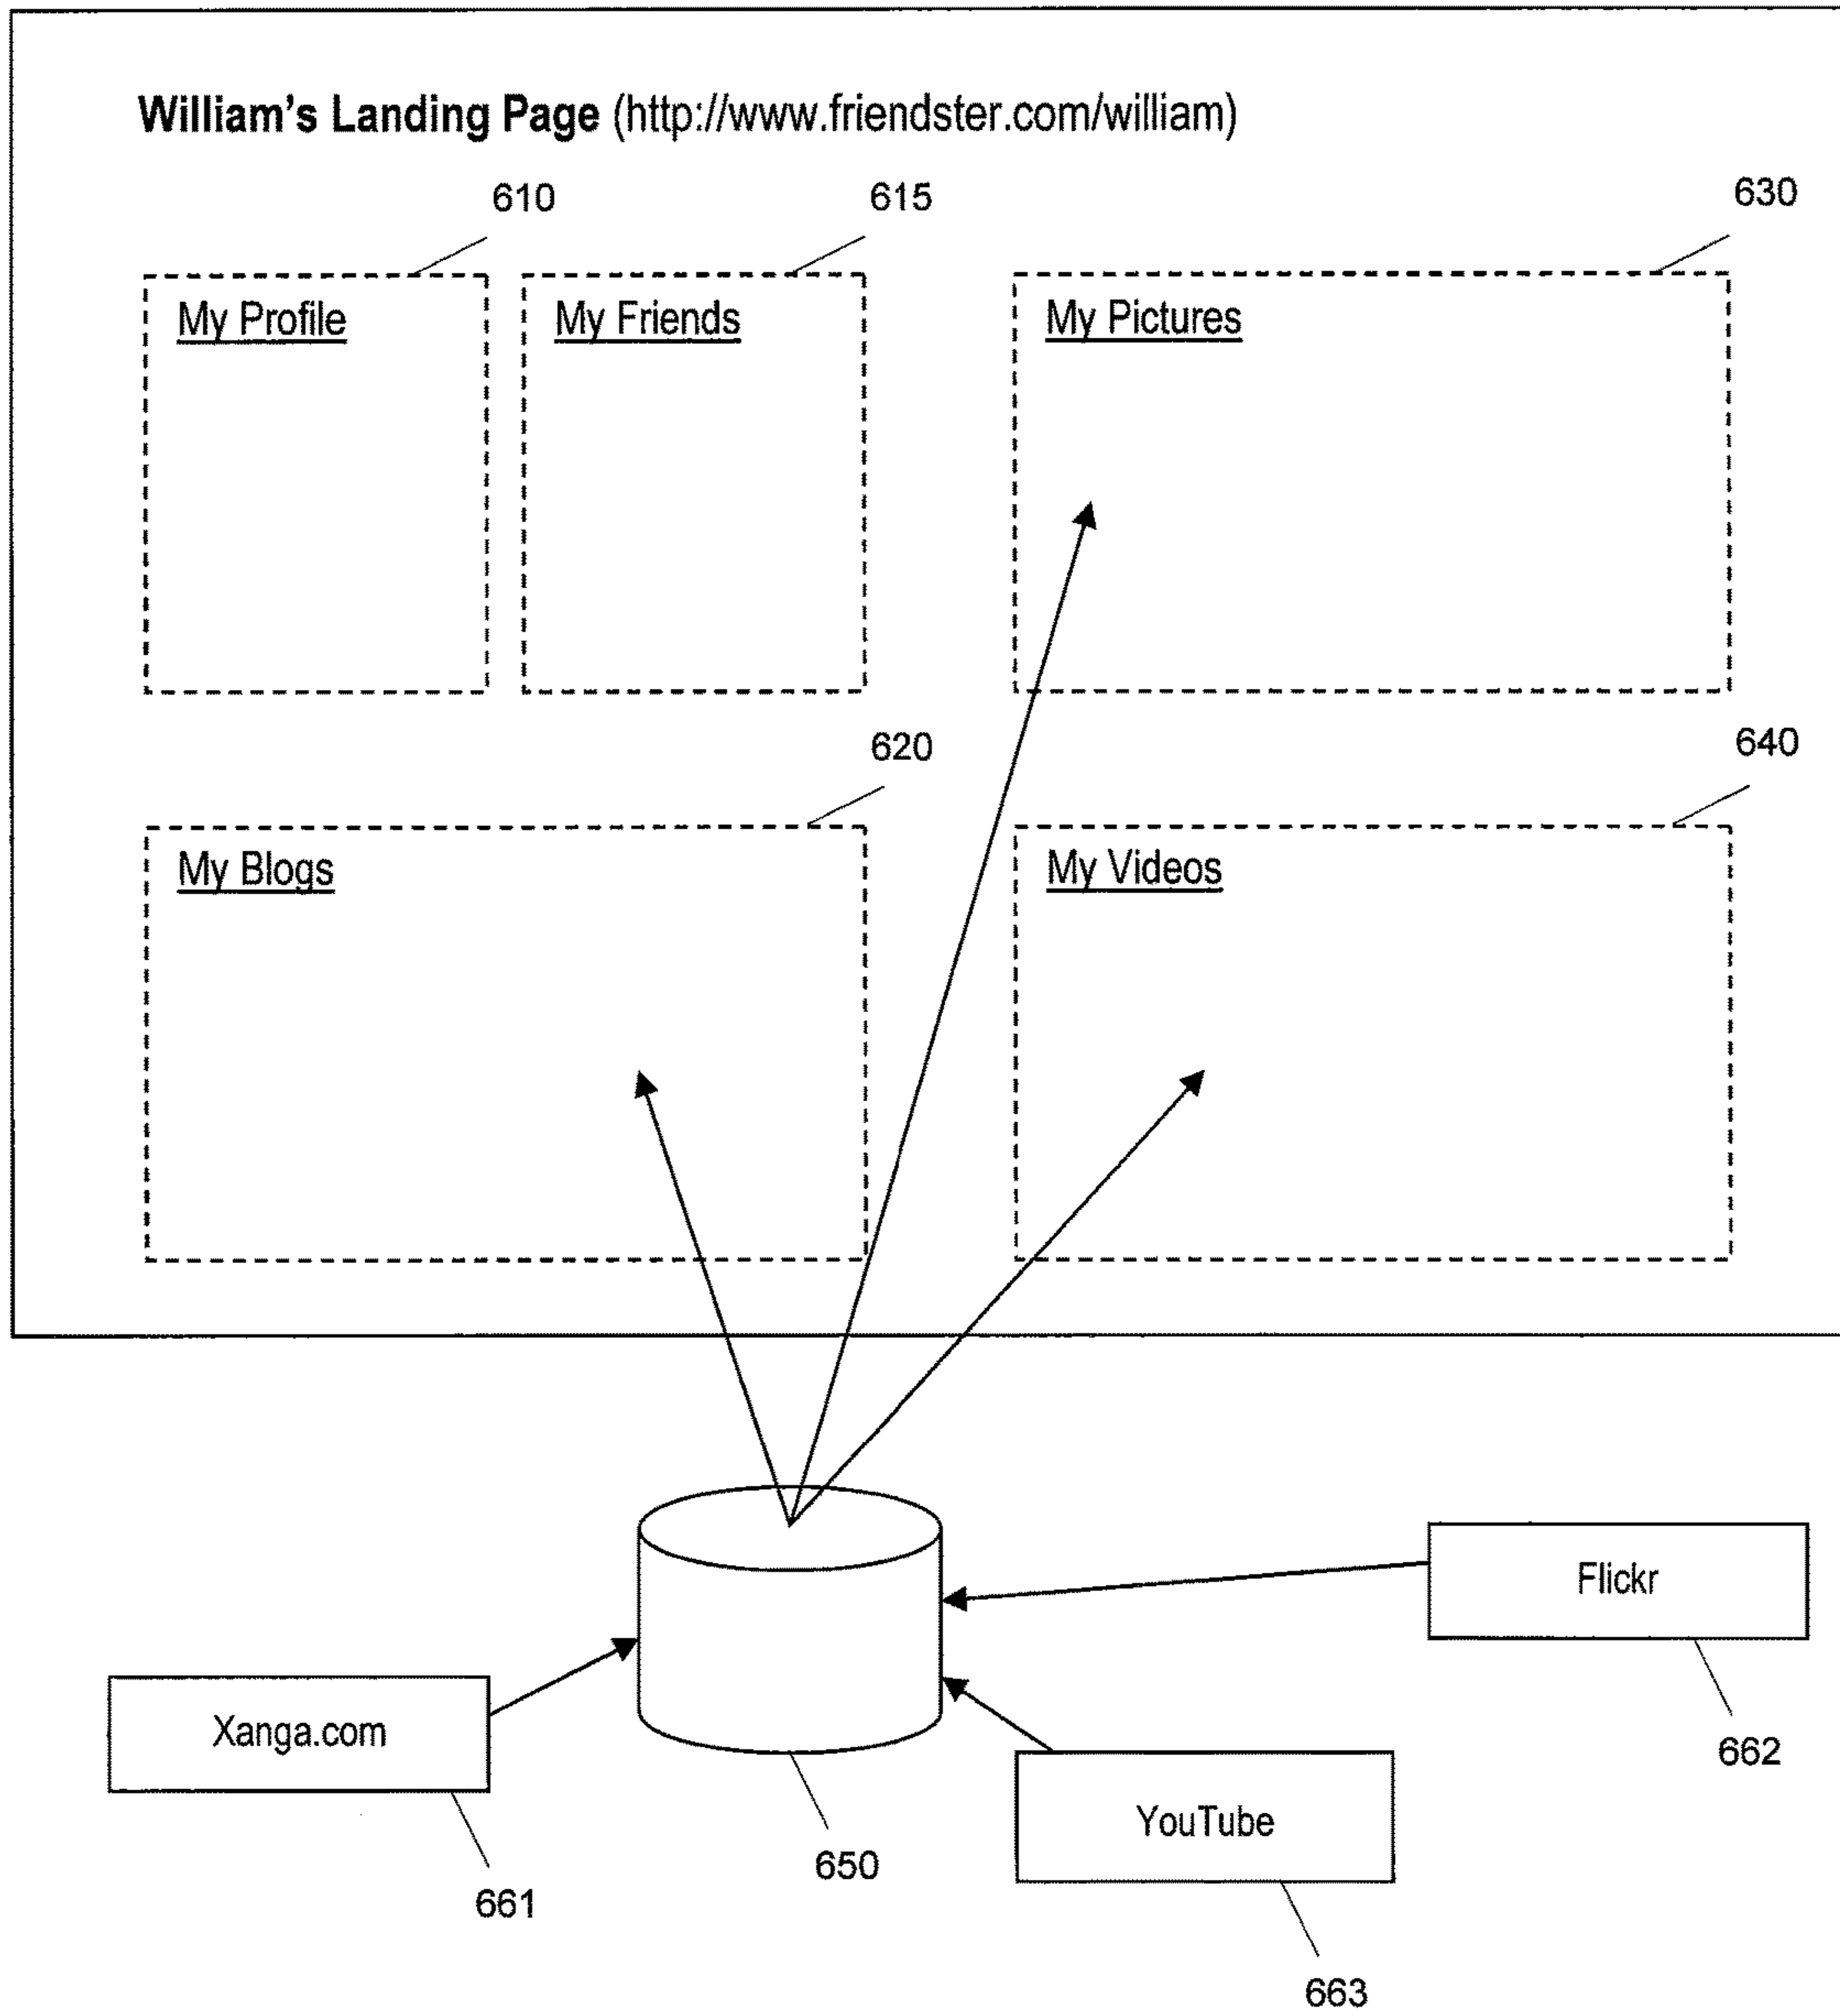 William's Landing Page (http://www.friendster.com/william)
610
615
630
My Profile
My Friends
My Pictures
620
640
My Blogs
My Videos
Flickr
Xanga.com
662
YouTube
650
661
663